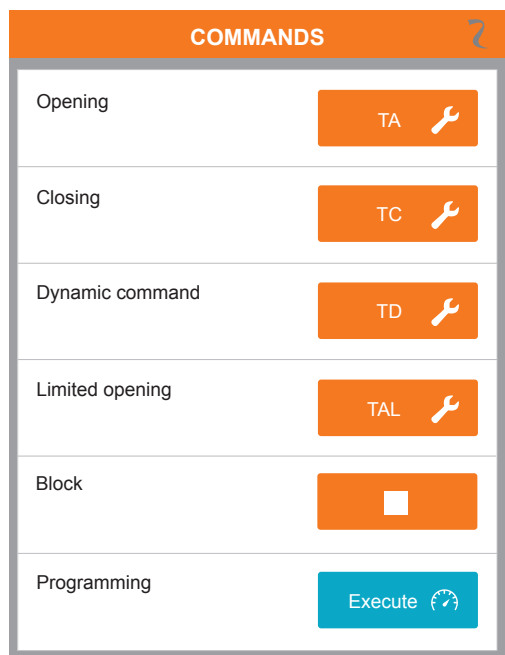 COMMANDS
Opening
TA
Closing
TC
Dynamic command
TD
Limited opening
TAL
Block
Programming
Execute